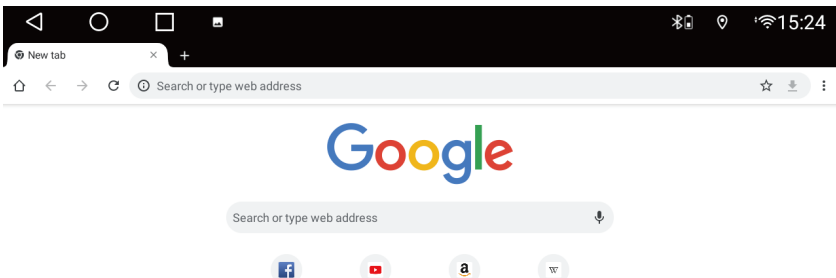 15:24
New tab
Search or type web address
Google
Search or type web address
f
a
W